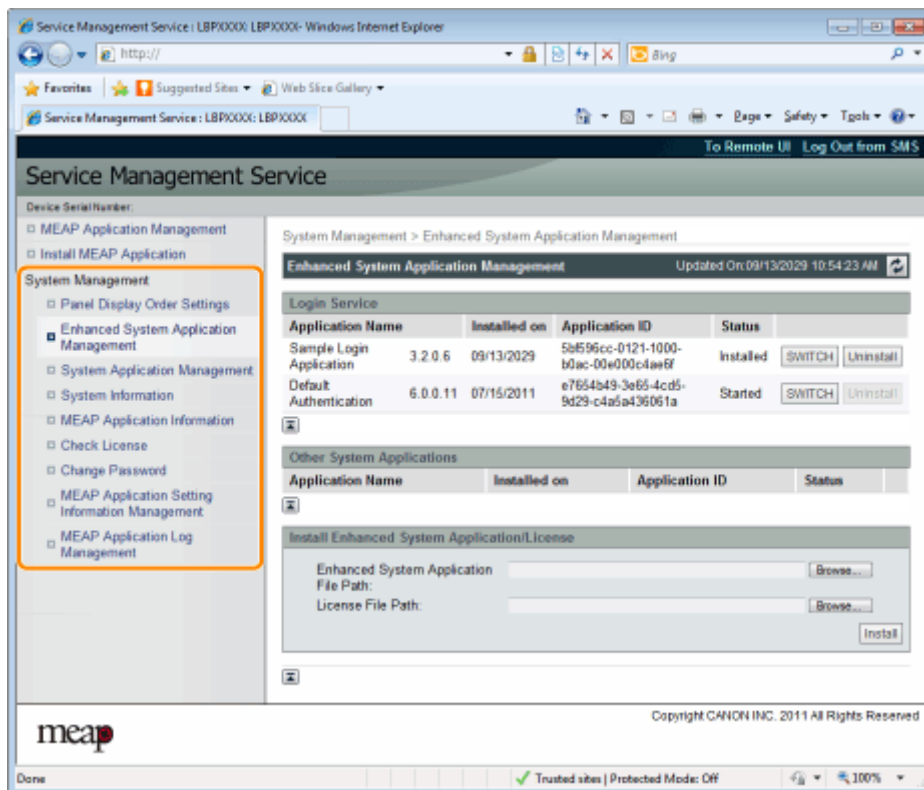 Service Management Service : LBPXXXX: LBPXXXX- Windows Internet Explorer
http://
Bing
Favorites Suggested Sites Web Slice Gallery
Service Management Service : LBPXXXX: LBPXXXX
Page Safety Tools
To Remote UI Log Out from SMS
Service Management Service
Device Serial Number:
MEAP Application Management
Install MEAP Application
System Management
Panel Display Order Settings
Enhanced System Application
Management
System Application Management
System Information
MEAP Application Information
Check License
Change Password
MEAP Application Setting
Information Management
MEAP Application Log
Management
System Management > Enhanced System Application Management
Enhanced System Application Management Updated On:09/13/2029 10:54:23 AM
Login Service
Application Name Installed on Application ID Status
Sample Login
Application 3.2.0.6 09/13/2029 5bf596cc-0121-1000-
b0ac-00e000c4ae6f Installed SWITCH Uninstall
Default
Authentication 6.0.0.11 07/15/2011 e7654b49-3e65-4cd5-
9d29-c4a5a436061a Started SWITCH Uninstall
Other System Applications
Application Name Installed on Application ID Status
Install Enhanced System Application/License
Enhanced System Application
File Path: Browse...
License File Path: Browse...
Install
meap
Copyright CANON INC. 2011 All Rights Reserved
Done Trusted sites | Protected Mode: Off 100%